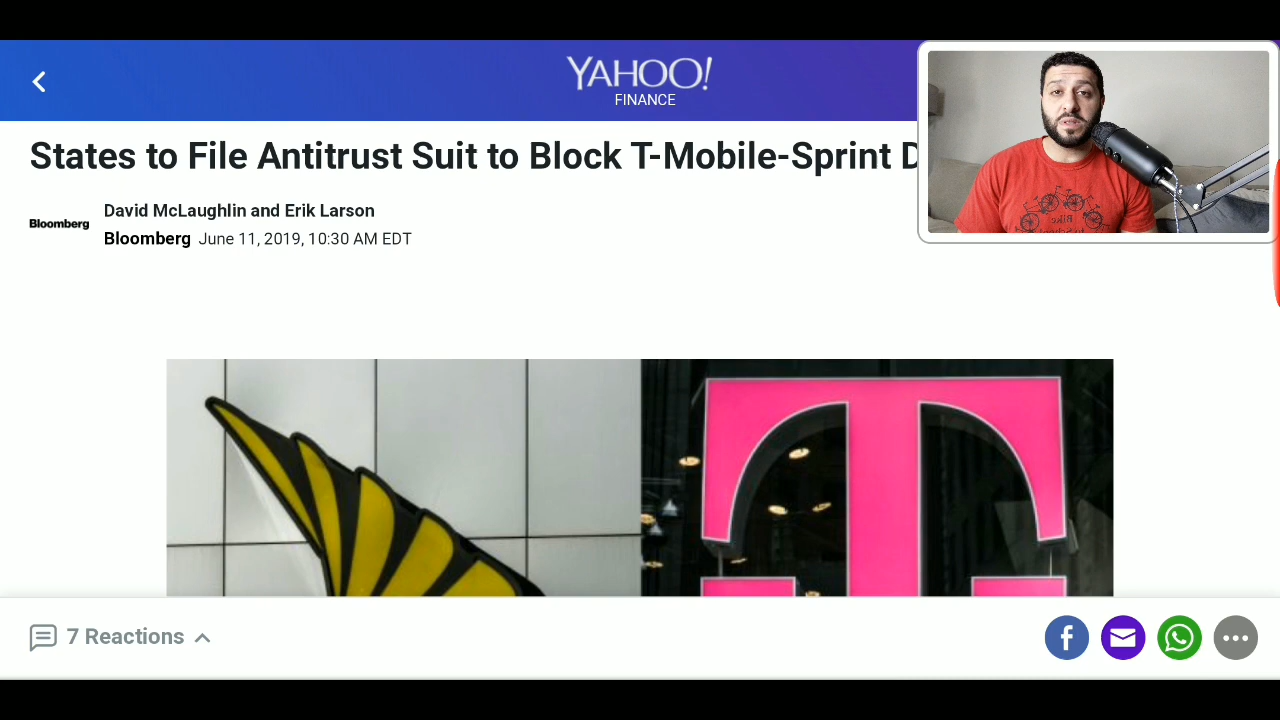 YAHOO!
FINANCE
States to File Antitrust Suit to Block T-Mobile-Sprint
David McLaughlin and Erik Larson
Bloomberg
Bloomberg June 11, 2019, 10:30 AM EDT
T
7 Reactions